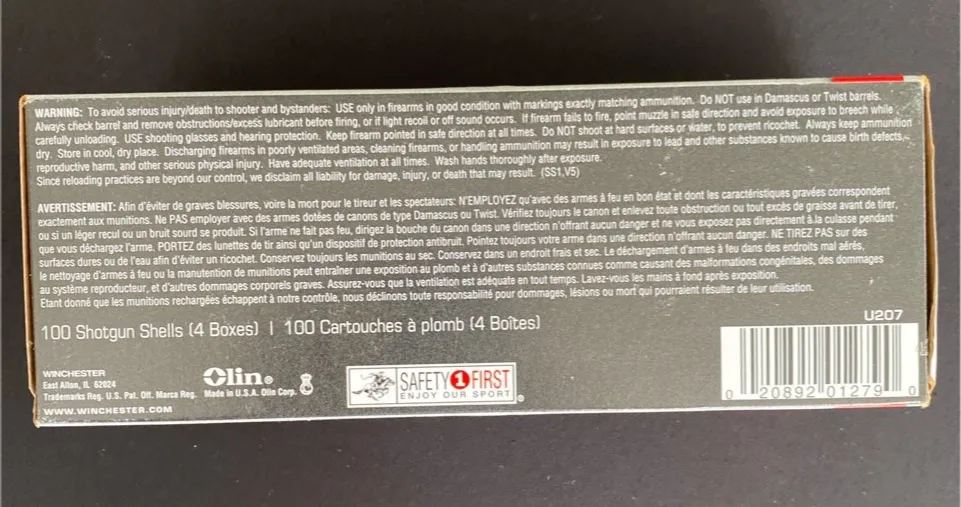 WARNING: To avoid serious injury/death to shooter and bystanders: USE only in firearms in good condition with markings exactly matching ammunition. Do NOT use in Damascus or Twist barrels.
Always check barrel and remove obstructions/excess lubricant before firing, or if light recoil or off sound occurs. If firearm fails to fire, point muzzle in safe direction and avoid exposure to breech while
carefully unloading. USE shooting glasses and hearing protection. Keep firearm pointed in safe direction at all times. Do NOT shoot at hard surfaces or water, to prevent ricochet. Always keep ammunition
dry. Store in cool, dry place. Discharging firearms in poorly ventilated areas, cleaning firearms, or handling ammunition may result in exposure to lead and other substances known to cause birth defects,
reproductive harm, and other serious physical injury. Have adequate ventilation at all times. Wash hands thoroughly after exposure.
Since reloading practices are beyond our control, we disclaim all liability for damage, injury, or death that may result. (SS1,V5)
AVERTISSEMENT: Afin d'éviter de graves blessures, voire la mort pour le tireur et les spectateurs: N'EMPLOYEZ qu'avec des armes à feu en bon état et dont les caractéristiques gravées correspondent
exactement aux munitions. Ne PAS employer avec des armes dotées de canons de type Damascus ou Twist. Vérifiez toujours le canon et enlevez toute obstruction ou tout excès de graisse avant de tirer,
ou si un léger recul ou un bruit sourd se produit. Si l'arme ne fait pas feu, dirigez la bouche du canon dans une direction n'offrant aucun danger et ne vous exposez pas directement à la culasse pendant
que vous déchargez l'arme. PORTEZ des lunettes de tir ainsi qu'un dispositif de protection antibruit. Pointez toujours votre arme dans une direction n'offrant aucun danger. NE TIREZ PAS sur des
surfaces dures ou de l'eau afin d'éviter un ricochet. Conservez toujours les munitions au sec. Conservez dans un endroit frais et sec. Le déchargement d'armes à feu dans des endroits mal aérés,
le nettoyage d'armes à feu ou la manutention de munitions peut entraîner une exposition au plomb et à d'autres substances connues comme causant des malformations congénitales, des dommages
au système reproducteur, et d'autres dommages corporels graves. Assurez-vous que la ventilation est adéquate en tout temps. Lavez-vous les mains à fond après exposition.
Etant donné que les munitions rechargées échappent à notre contrôle, nous déclinons toute responsabilité pour dommages, lésions ou mort qui pourraient résulter de leur utilisation.
100 Shotgun Shells (4 Boxes) | 100 Cartouches à plomb (4 Boîtes)
U207
WINCHESTER
East Alton, IL 62024
Trademarks Reg. U.S. Pat. Off. Marca Reg.
WWW.WINCHESTER.COM
Olin®
Made in U.S.A. Olin Corp.
SAFETY 1 FIRST
ENJOY OUR SPORT ®
0 20892 01279 0